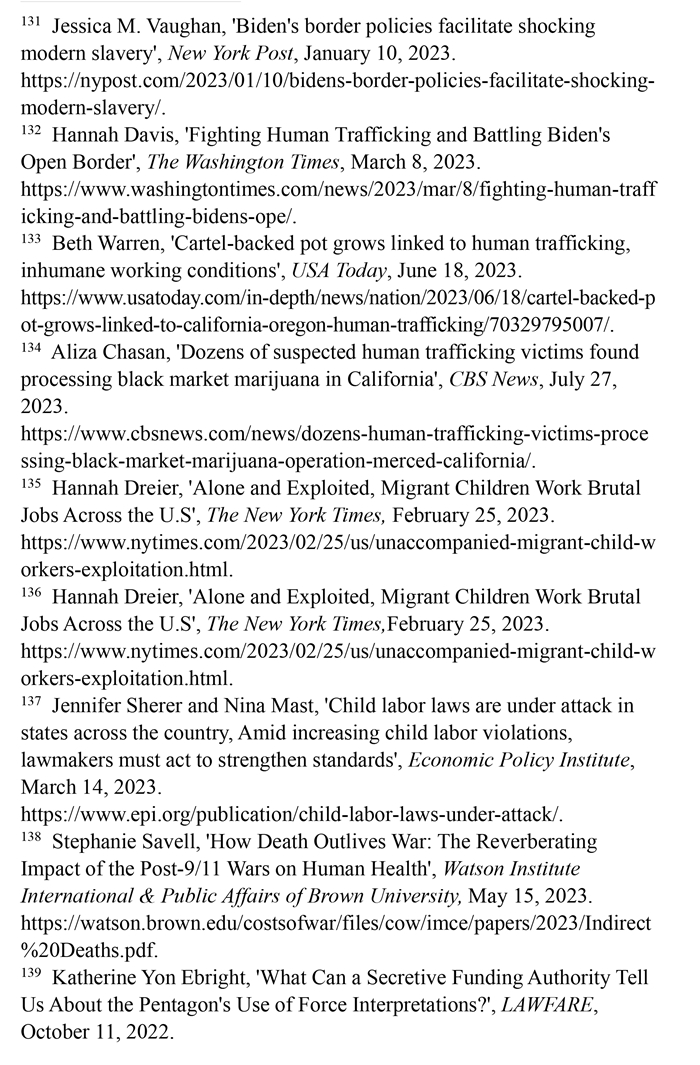 131 Jessica M. Vaughan, 'Biden's border policies facilitate shocking
modern slavery', New York Post, January 10, 2023.
https://nypost.com/2023/01/10/bidens-border-policies-facilitate-shocking-
modern-slavery/.
132 Hannah Davis, 'Fighting Human Trafficking and Battling Biden's
Open Border', The Washington Times, March 8, 2023.
https://www.washingtontimes.com/news/2023/mar/8/fighting-human-traff
icking-and-battling-bidens-ope/.
133 Beth Warren, 'Cartel-backed pot grows linked to human trafficking,
inhumane working conditions', USA Today, June 18, 2023.
https://www.usatoday.com/in-depth/news/nation/2023/06/18/cartel-backed-p
ot-grows-linked-to-california-oregon-human-trafficking/70329795007/.
134 Aliza Chasan, 'Dozens of suspected human trafficking victims found
processing black market marijuana in California', CBS News, July 27,
2023.
https://www.cbsnews.com/news/dozens-human-trafficking-victims-proce
ssing-black-market-marijuana-operation-merced-california/.
135 Hannah Dreier, 'Alone and Exploited, Migrant Children Work Brutal
Jobs Across the U.S', The New York Times, February 25, 2023.
https://www.nytimes.com/2023/02/25/us/unaccompanied-migrant-child-w
orkers-exploitation.html.
136 Hannah Dreier, 'Alone and Exploited, Migrant Children Work Brutal
Jobs Across the U.S', The New York Times,February 25, 2023.
https://www.nytimes.com/2023/02/25/us/unaccompanied-migrant-child-w
orkers-exploitation.html.
137 Jennifer Sherer and Nina Mast, 'Child labor laws are under attack in
states across the country, Amid increasing child labor violations,
lawmakers must act to strengthen standards', Economic Policy Institute,
March 14, 2023.
https://www.epi.org/publication/child-labor-laws-under-attack/.
138 Stephanie Savell, 'How Death Outlives War: The Reverberating
Impact of the Post-9/11 Wars on Human Health', Watson Institute
International & Public Affairs of Brown University, May 15, 2023.
https://watson.brown.edu/costsofwar/files/cow/imce/papers/2023/Indirect
%20Deaths.pdf.
139 Katherine Yon Ebright, 'What Can a Secretive Funding Authority Tell
Us About the Pentagon's Use of Force Interpretations?', LAWFARE,
October 11, 2022.